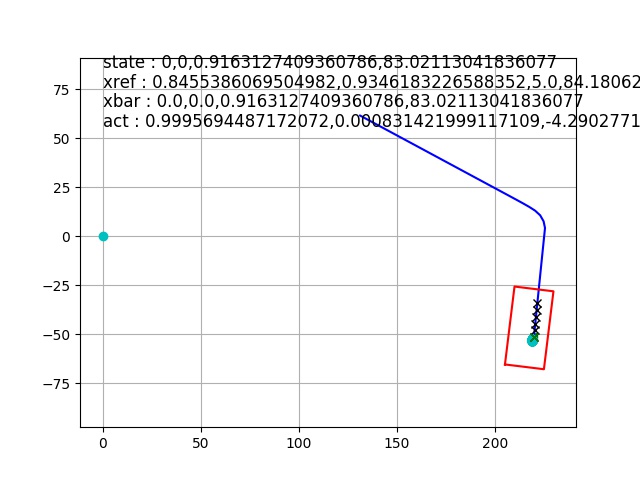 state : 0,0,0.9163127409360786,83.02113041836077
xref : 0.8455386069504982,0.9346183226588352,5.0,84.18062
xbar : 0.0,0.0,0.9163127409360786,83.02113041836077
act : 0.9995694487172072,0.000831421999117109,-4.2902771
75
50
25
0
−25
−50
−75
0 50 100 150 200